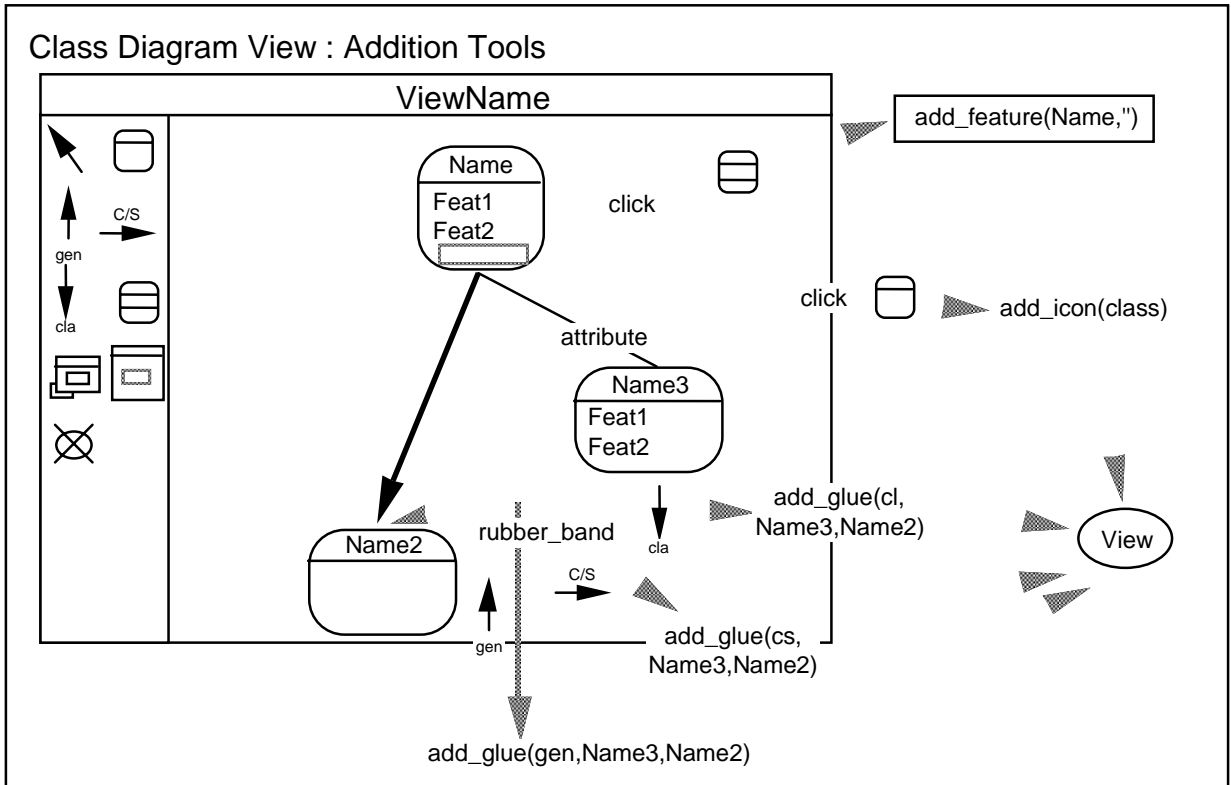 Class Diagram View : Addition Tools
ViewName
add_feature(Name,'')
Name
Feat1
Feat2
click
C/S
gen
cla
click
add_icon(class)
attribute
Name3
Feat1
Feat2
add_glue(cl,
Name3,Name2)
rubber_band
Name2
cla
View
C/S
gen
add_glue(cs,
Name3,Name2)
add_glue(gen,Name3,Name2)